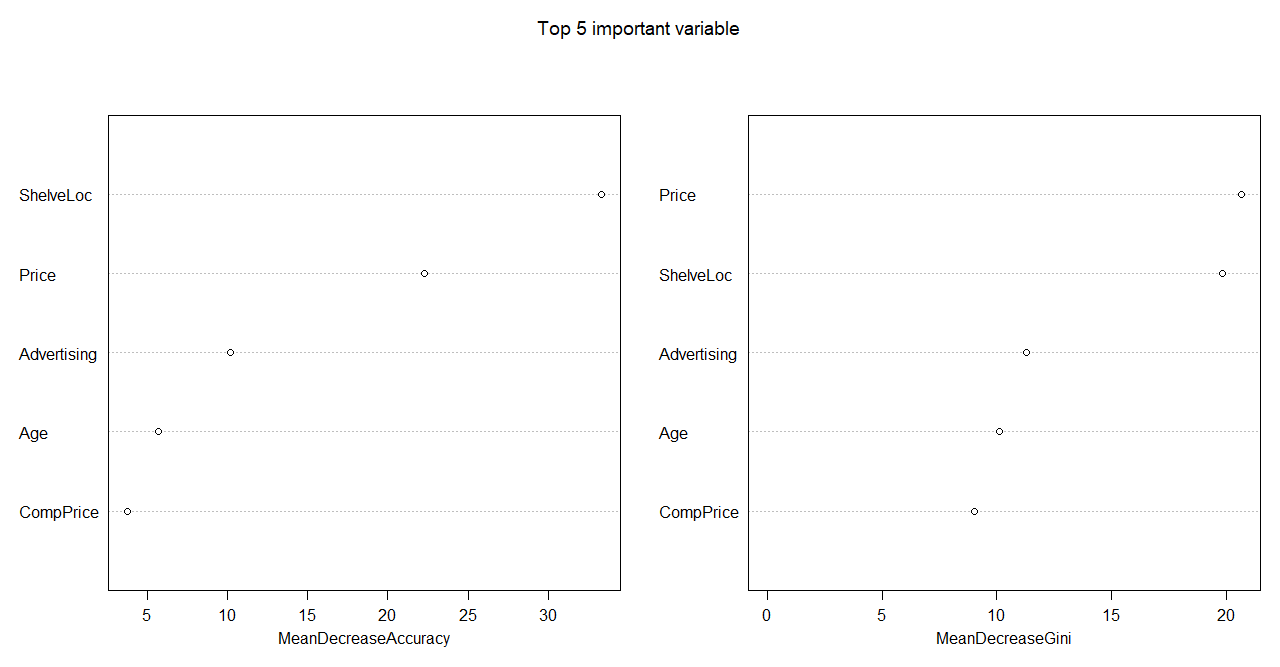 Top 5 important variable
ShelveLoc
Price
Advertising
Age
CompPrice
5 10 15 20 25 30
MeanDecreaseAccuracy
Price
ShelveLoc
Advertising
Age
CompPrice
0 5 10 15 20
MeanDecreaseGini